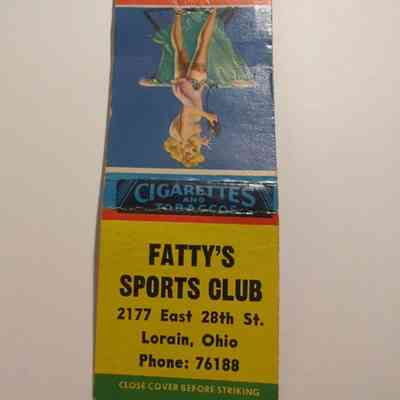 CIGARETTES
AND
TOBACCOS
FATTY'S
SPORTS CLUB
2177 East 28th St.
Lorain, Ohio
Phone: 76188
CLOSE COVER BEFORE STRIKING